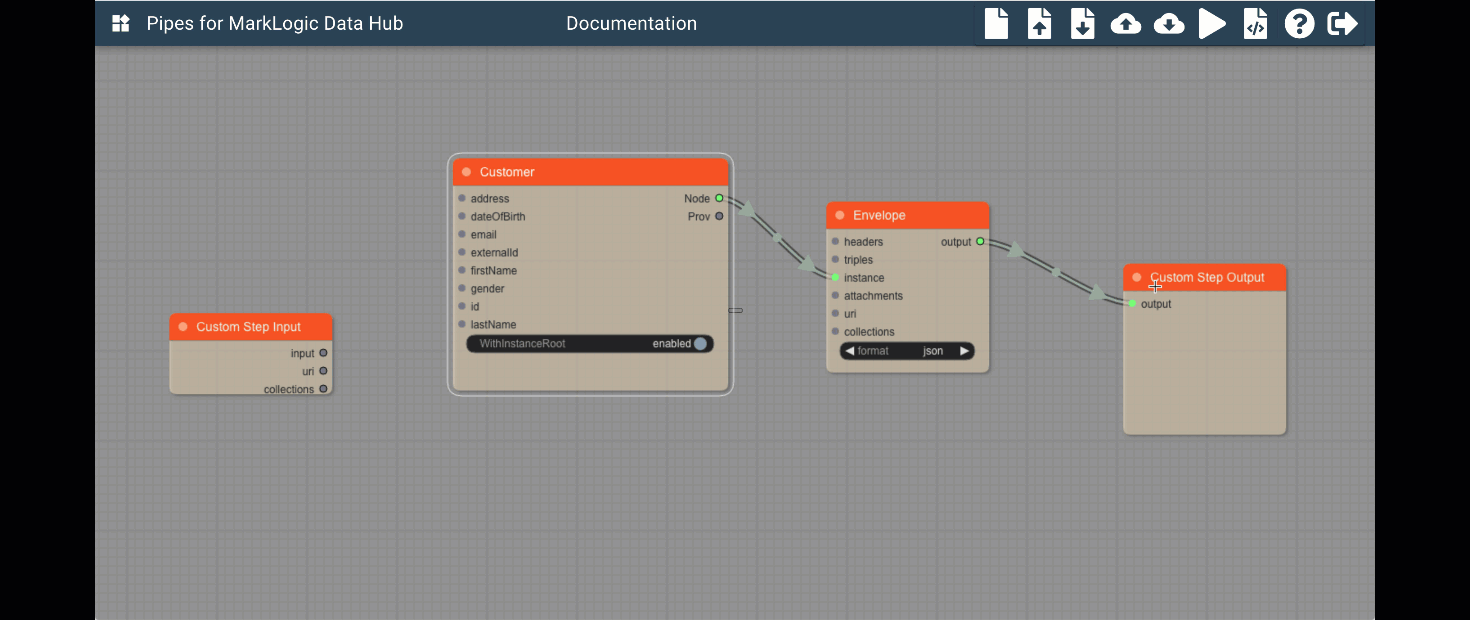 Pipes for MarkLogic Data Hub
Documentation
Customer
address
Node
dateOfBirth
Prov
email
externalId
firstName
gender
id
lastName
WithInstanceRoot
enabled
Envelope
headers
output
triples
instance
attachments
uri
collections
format
json
Custom Step Output
output
Custom Step Input
input
uri
collections